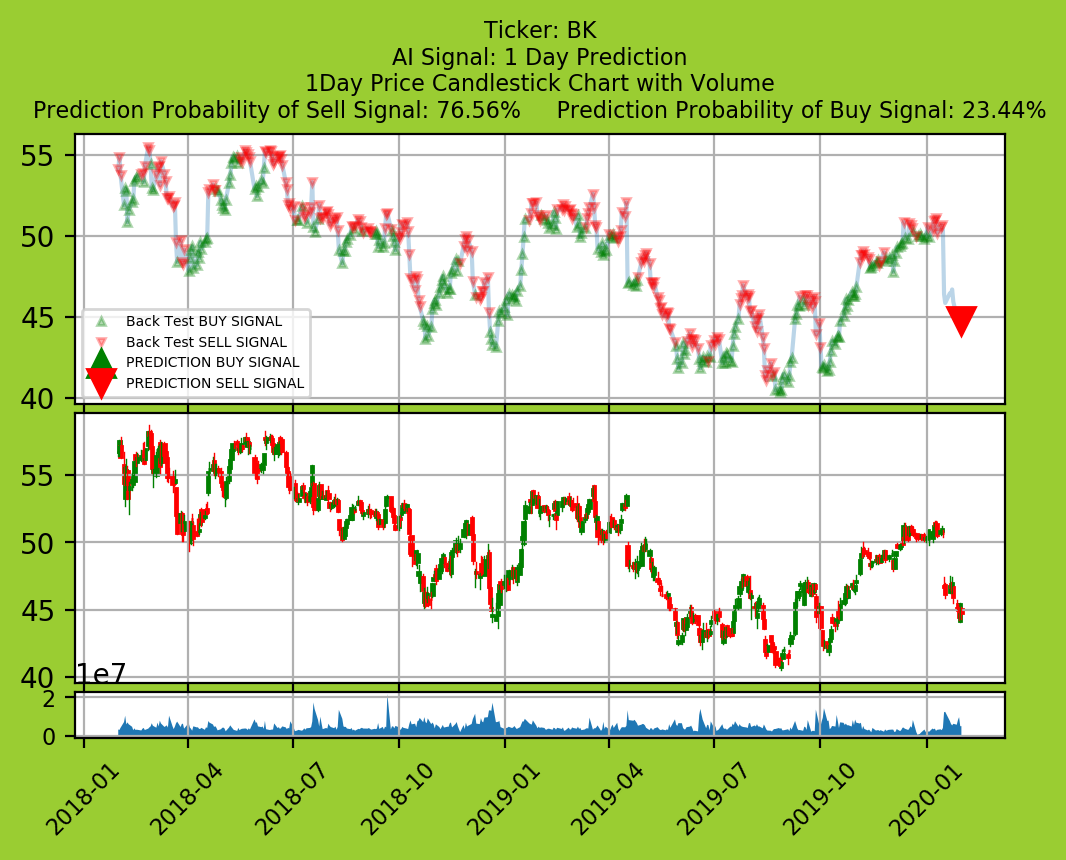 Ticker: BK
AI Signal: 1 Day Prediction
1Day Price Candlestick Chart with Volume
Prediction Probability of Sell Signal: 76.56%     Prediction Probability of Buy Signal: 23.44%
55
50
45
40
Back Test BUY SIGNAL
Back Test SELL SIGNAL
PREDICTION BUY SIGNAL
PREDICTION SELL SIGNAL
55
50
45
40
1e7
2
0
2018-01
2018-04
2018-07
2018-10
2019-01
2019-04
2019-07
2019-10
2020-01